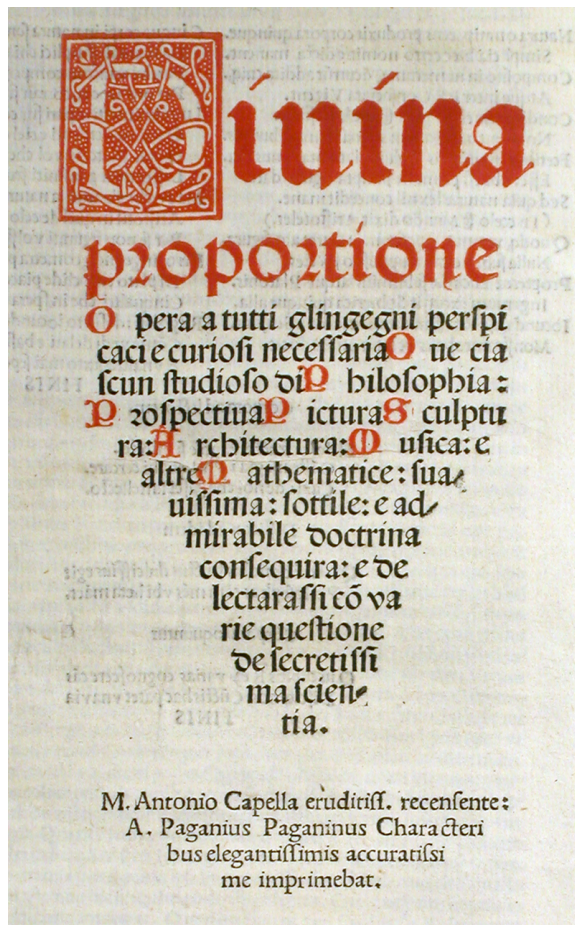 Diuina
proportione
Opera a tutti glingegni perspi
caci e curiosi necessaria Oue cia
scun studioso di Philosophia:
Prospectiua Pictura Sculptu
ra: Architectura: Musica: e
altre Mathematice: sua
uissima: sottile: e ad
mirabile doctrina
consequira: e de
lectarassi cō va
rie questione
de secretissi
ma scien-
tia.
M. Antonio Capella eruditiss. recensente:
A. Paganius Paganinus Characteri
bus elegantissimis accuratissi
me imprimebat.